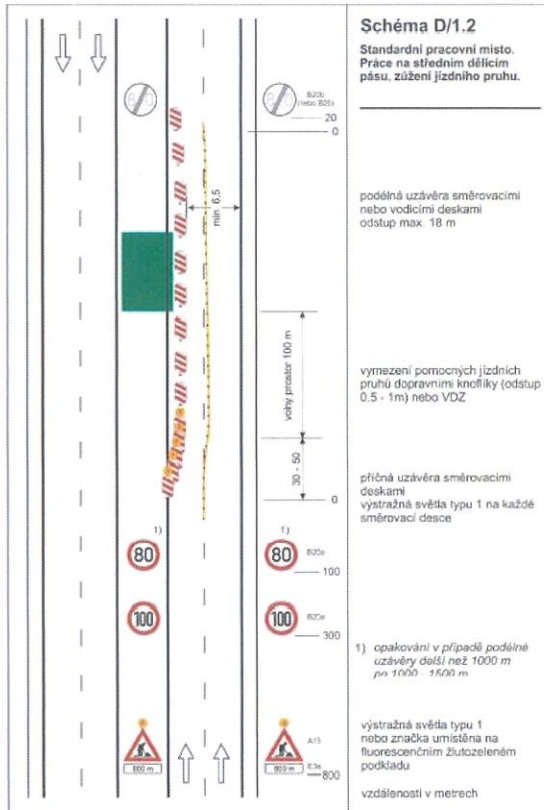 Schéma D/1.2
Standardní pracovní místo.
Práce na středním dělícím
pásu, zúžení jízdního pruhu.
B20b
(nebo B26)
20
0
min. 6,5
podélná uzávěra směrovacími
nebo vodicími deskami
odstup max. 18 m
volný prostor 100 m
vymezení pomocných jízdních
pruhů dopravními knoflíky (odstup
0,5 - 1m) nebo VDZ
30 - 50
0
příčná uzávěra směrovacími
deskami
výstražná světla typu 1 na každé
směrovací desce
1)
1)
80
80
B20a
100
100
100
B20a
300
1) opakování v případě podélné
uzávěry delší než 1000 m
po 1000 - 1500 m
výstražná světla typu 1
nebo značka umístěna na
fluorescenčním žlutozeleném
podkladu
A15
800 m
800 m
E3a
800
vzdálenosti v metrech